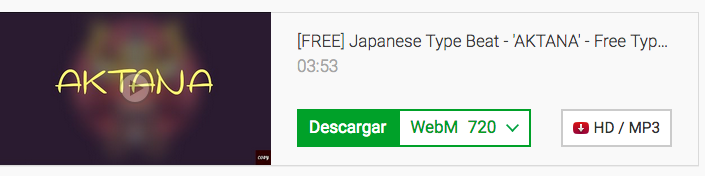 AKTANA
[FREE] Japanese Type Beat - 'AKTANA' - Free Typ...
03:53
Descargar WebM 720 HD / MP3